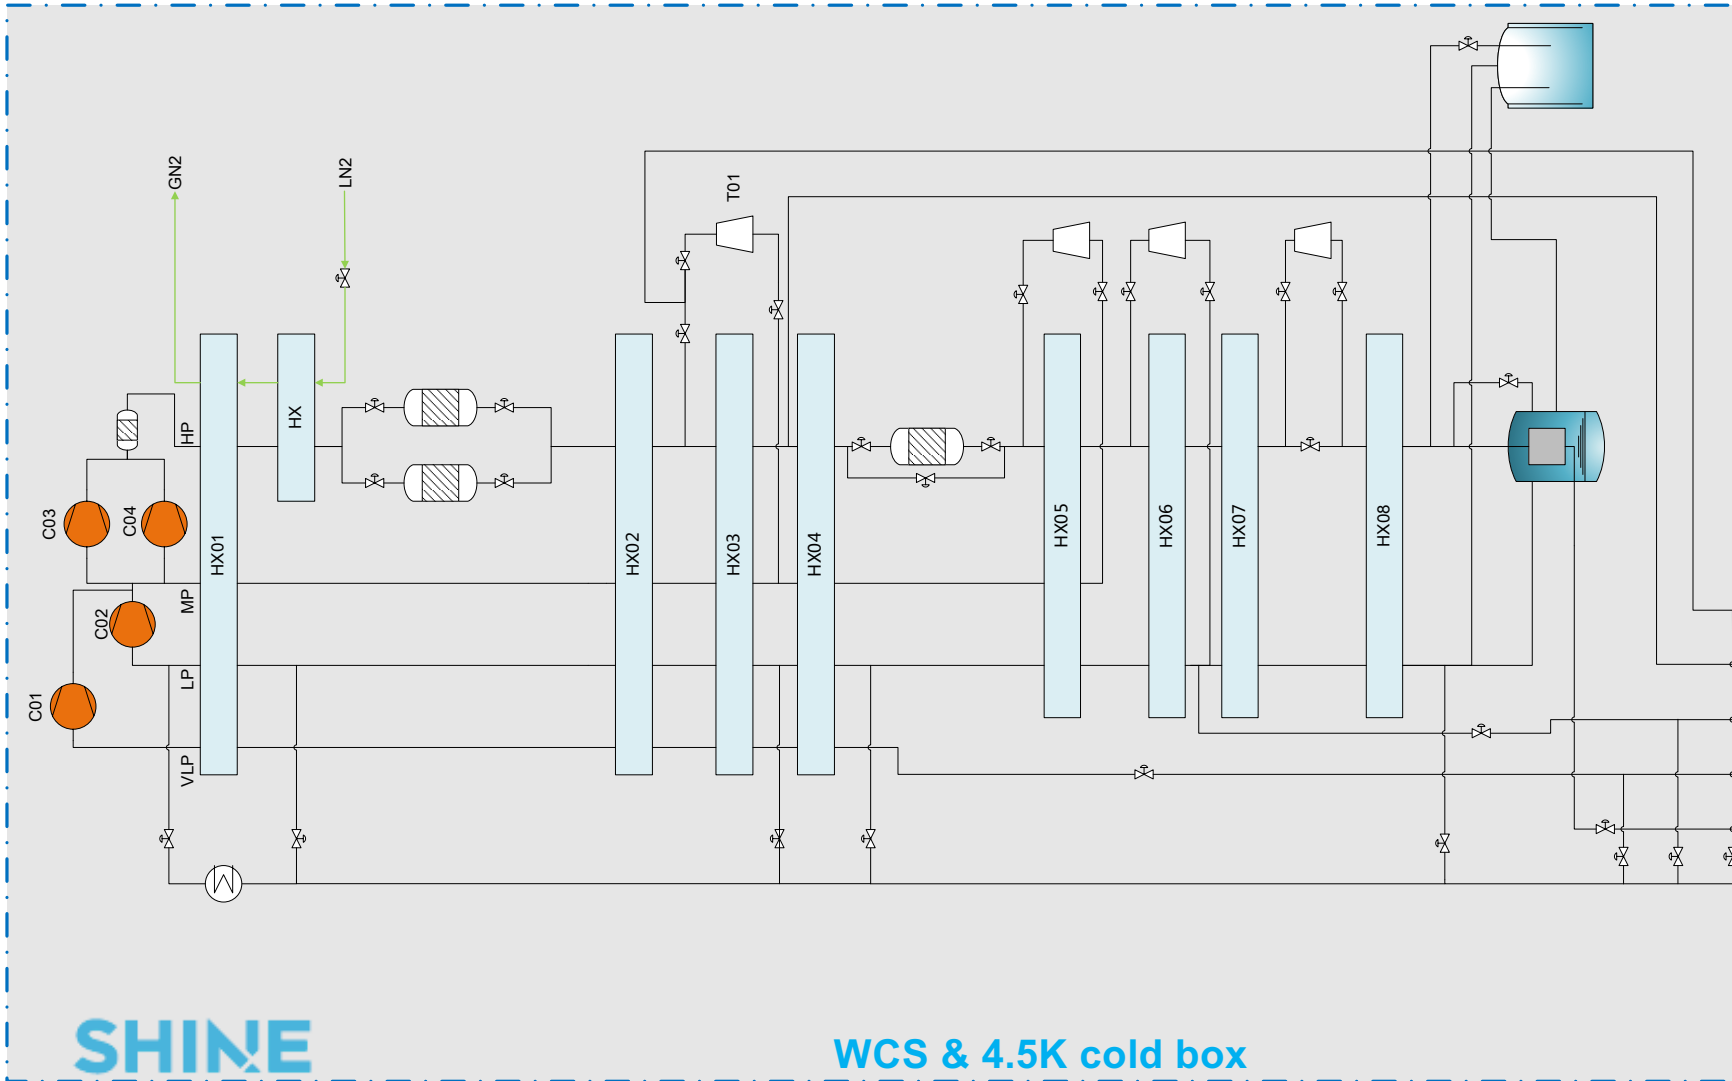 GN2
LN2
T01
HP
HX
C03
C04
HX01
HX02
HX03
HX04
HX05
HX06
HX07
HX08
MP
C02
LP
C01
VLP
SHINE
WCS & 4.5K cold box